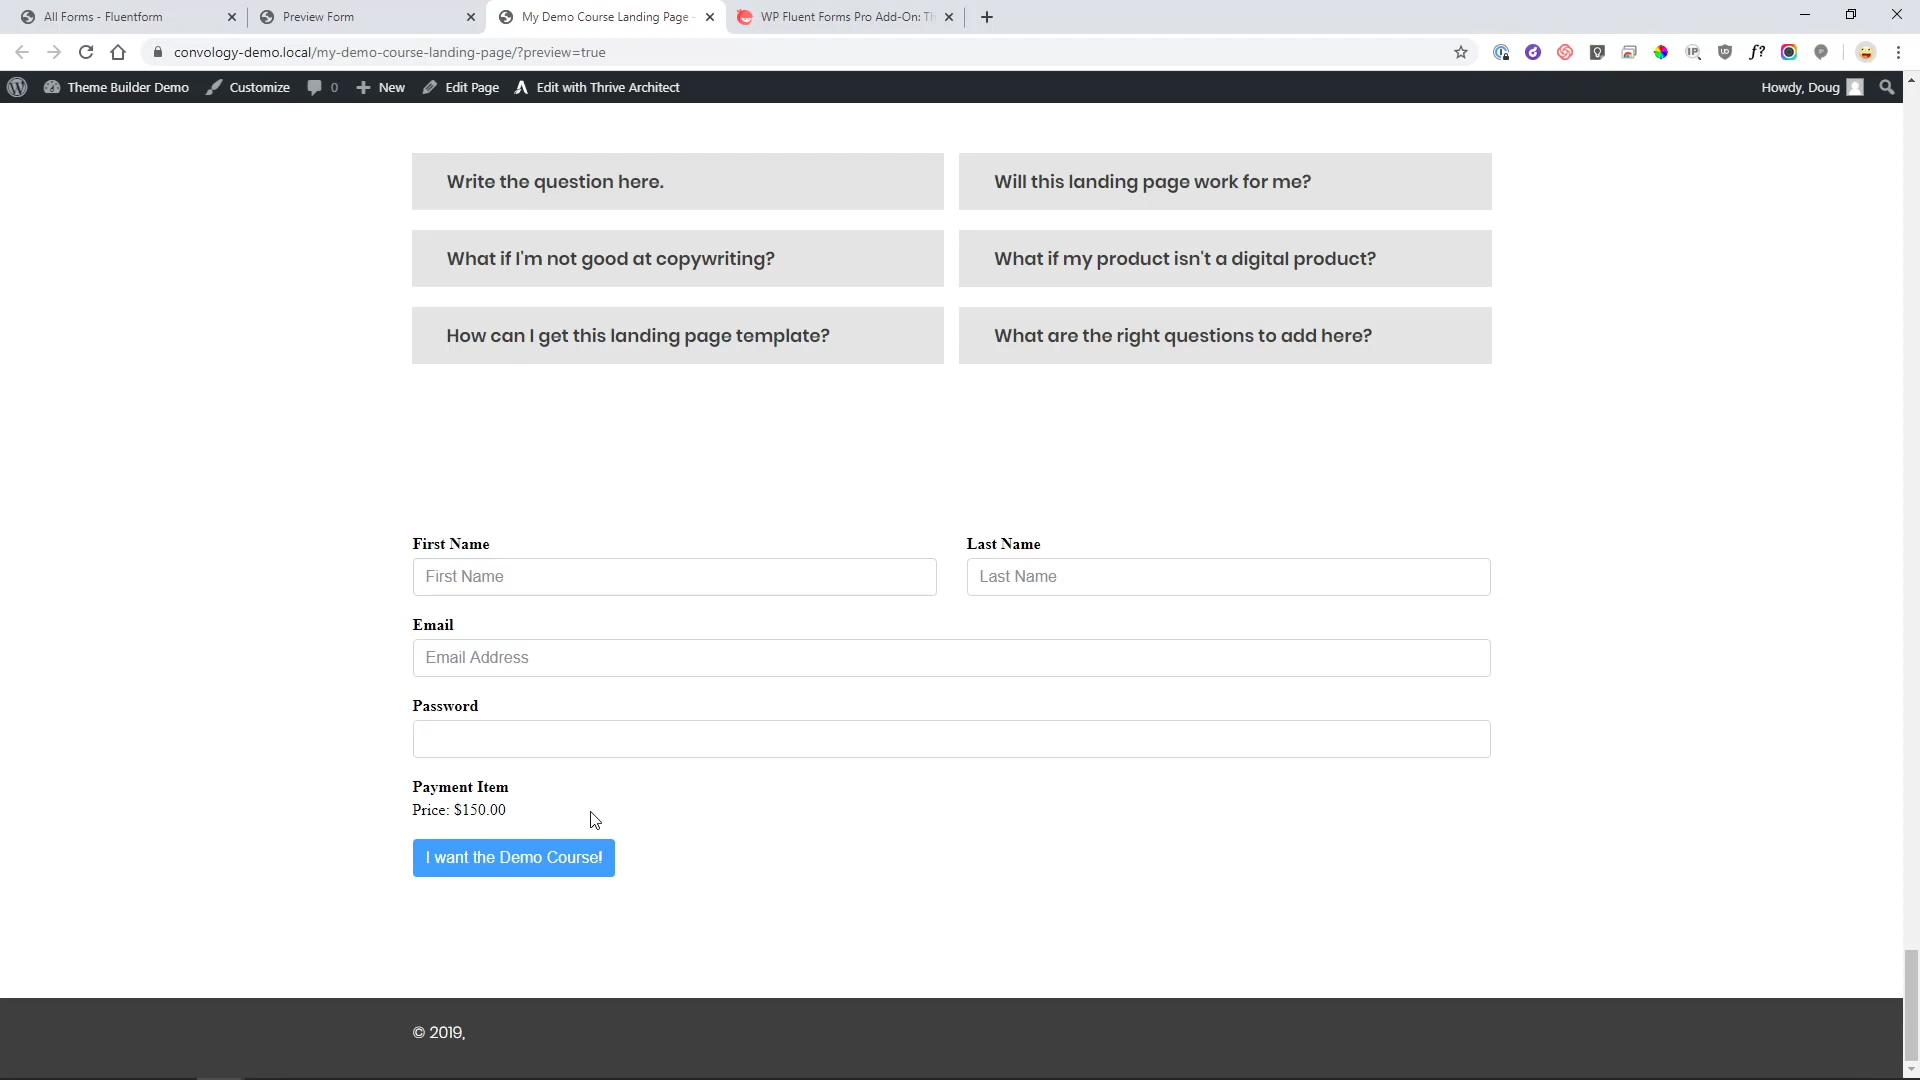 All Forms - Fluentform
Preview Form
My Demo Course Landing Page -
WP Fluent Forms Pro Add-On: Th
convology-demo.local/my-demo-course-landing-page/?preview=true
Theme Builder Demo
Customize
0
New
Edit Page
Edit with Thrive Architect
Howdy, Doug
Write the question here.
Will this landing page work for me?
What if I'm not good at copywriting?
What if my product isn't a digital product?
How can I get this landing page template?
What are the right questions to add here?
First Name
Last Name
First Name
Last Name
Email
Email Address
Password
Payment Item
Price: $150.00
I want the Demo Course!
© 2019,